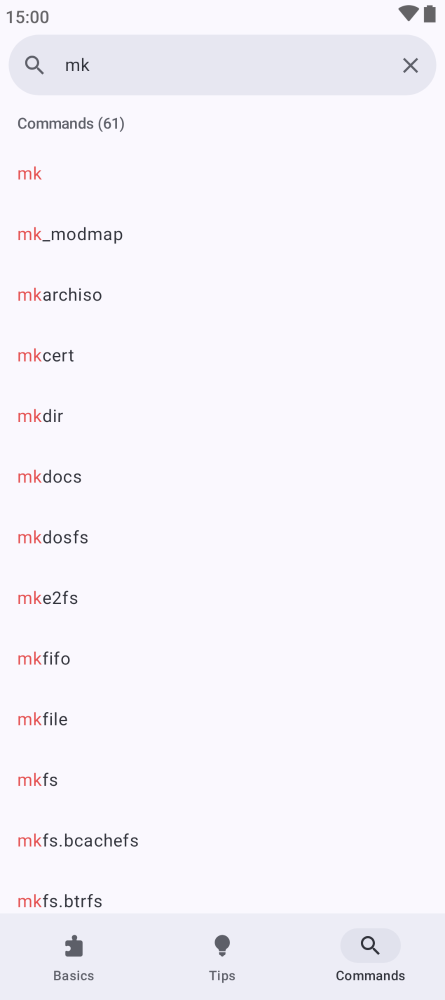 15:00
mk
Commands (61)
mk
mk_modmap
mkarchiso
mkcert
mkdir
mkdocs
mkdosfs
mke2fs
mkfifo
mkfile
mkfs
mkfs.bcachefs
mkfs.btrfs
Basics
Tips
Commands